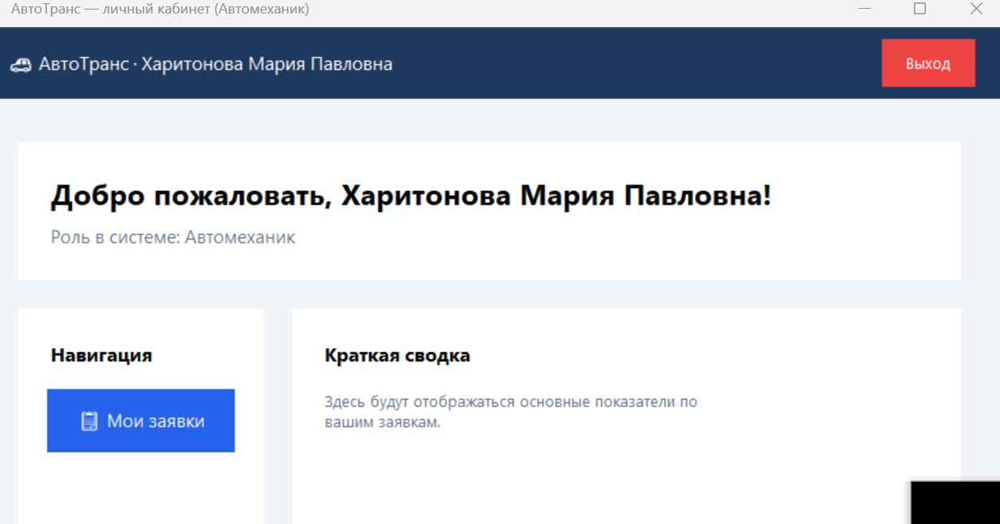 АвтоТранс — личный кабинет (Автомеханик)
АвтоТранс · Харитонова Мария Павловна
Выход
Добро пожаловать, Харитонова Мария Павловна!
Роль в системе: Автомеханик
Навигация
Мои заявки
Краткая сводка
Здесь будут отображаться основные показатели по
вашим заявкам.